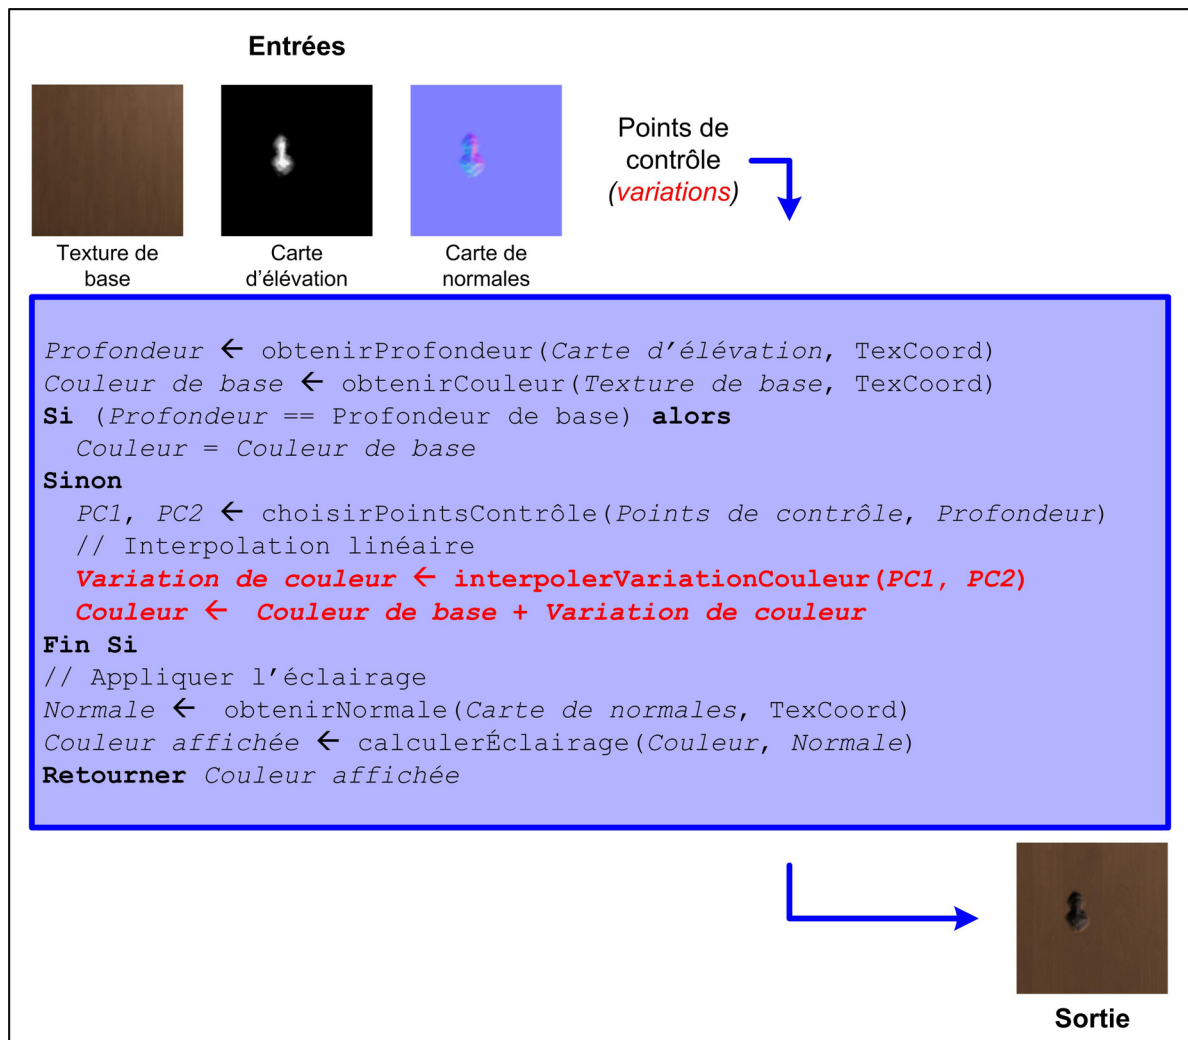 Entrées
Points de
contrôle
(variations)
Texture de
base
Carte
d’élévation
Carte de
normales
Profondeur ← obtenirProfondeur(Carte d’élévation, TexCoord)
Couleur de base ← obtenirCouleur(Texture de base, TexCoord)
Si (Profondeur == Profondeur de base) alors
Couleur = Couleur de base
Sinon
PC1, PC2 ← choisirPointsContrôle(Points de contrôle, Profondeur)
// Interpolation linéaire
Variation de couleur ← interpolerVariationCouleur(PC1, PC2)
Couleur ← Couleur de base + Variation de couleur
Fin Si
// Appliquer l’éclairage
Normale ← obtenirNormale(Carte de normales, TexCoord)
Couleur affichée ← calculerÉclairage(Couleur, Normale)
Retourner Couleur affichée
Sortie